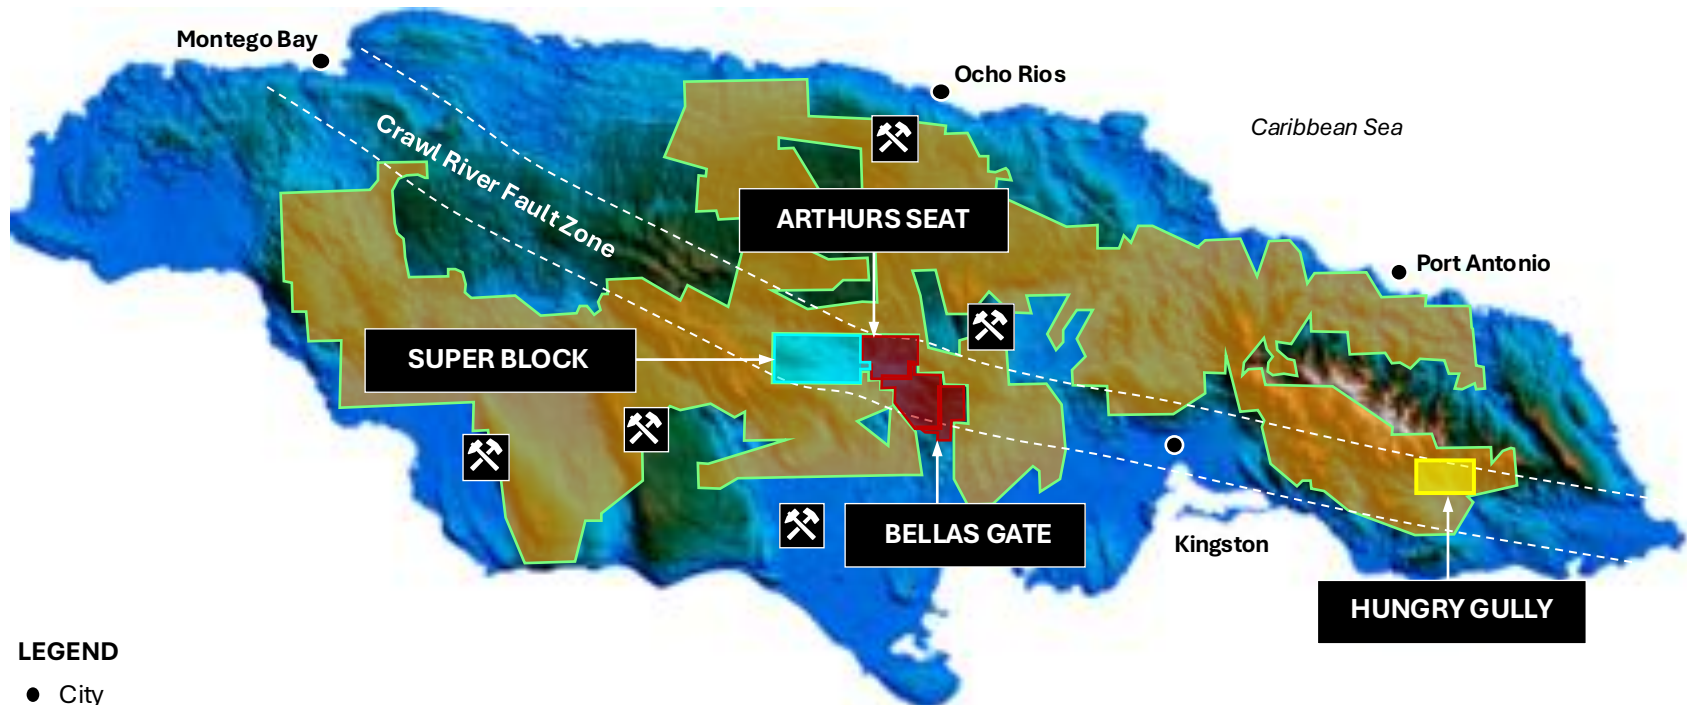 Montego Bay
Ocho Rios
Caribbean Sea
Crawl River Fault Zone
ARTHURS SEAT
Port Antonio
SUPER BLOCK
BELLAS GATE
Kingston
HUNGRY GULLY
LEGEND
City